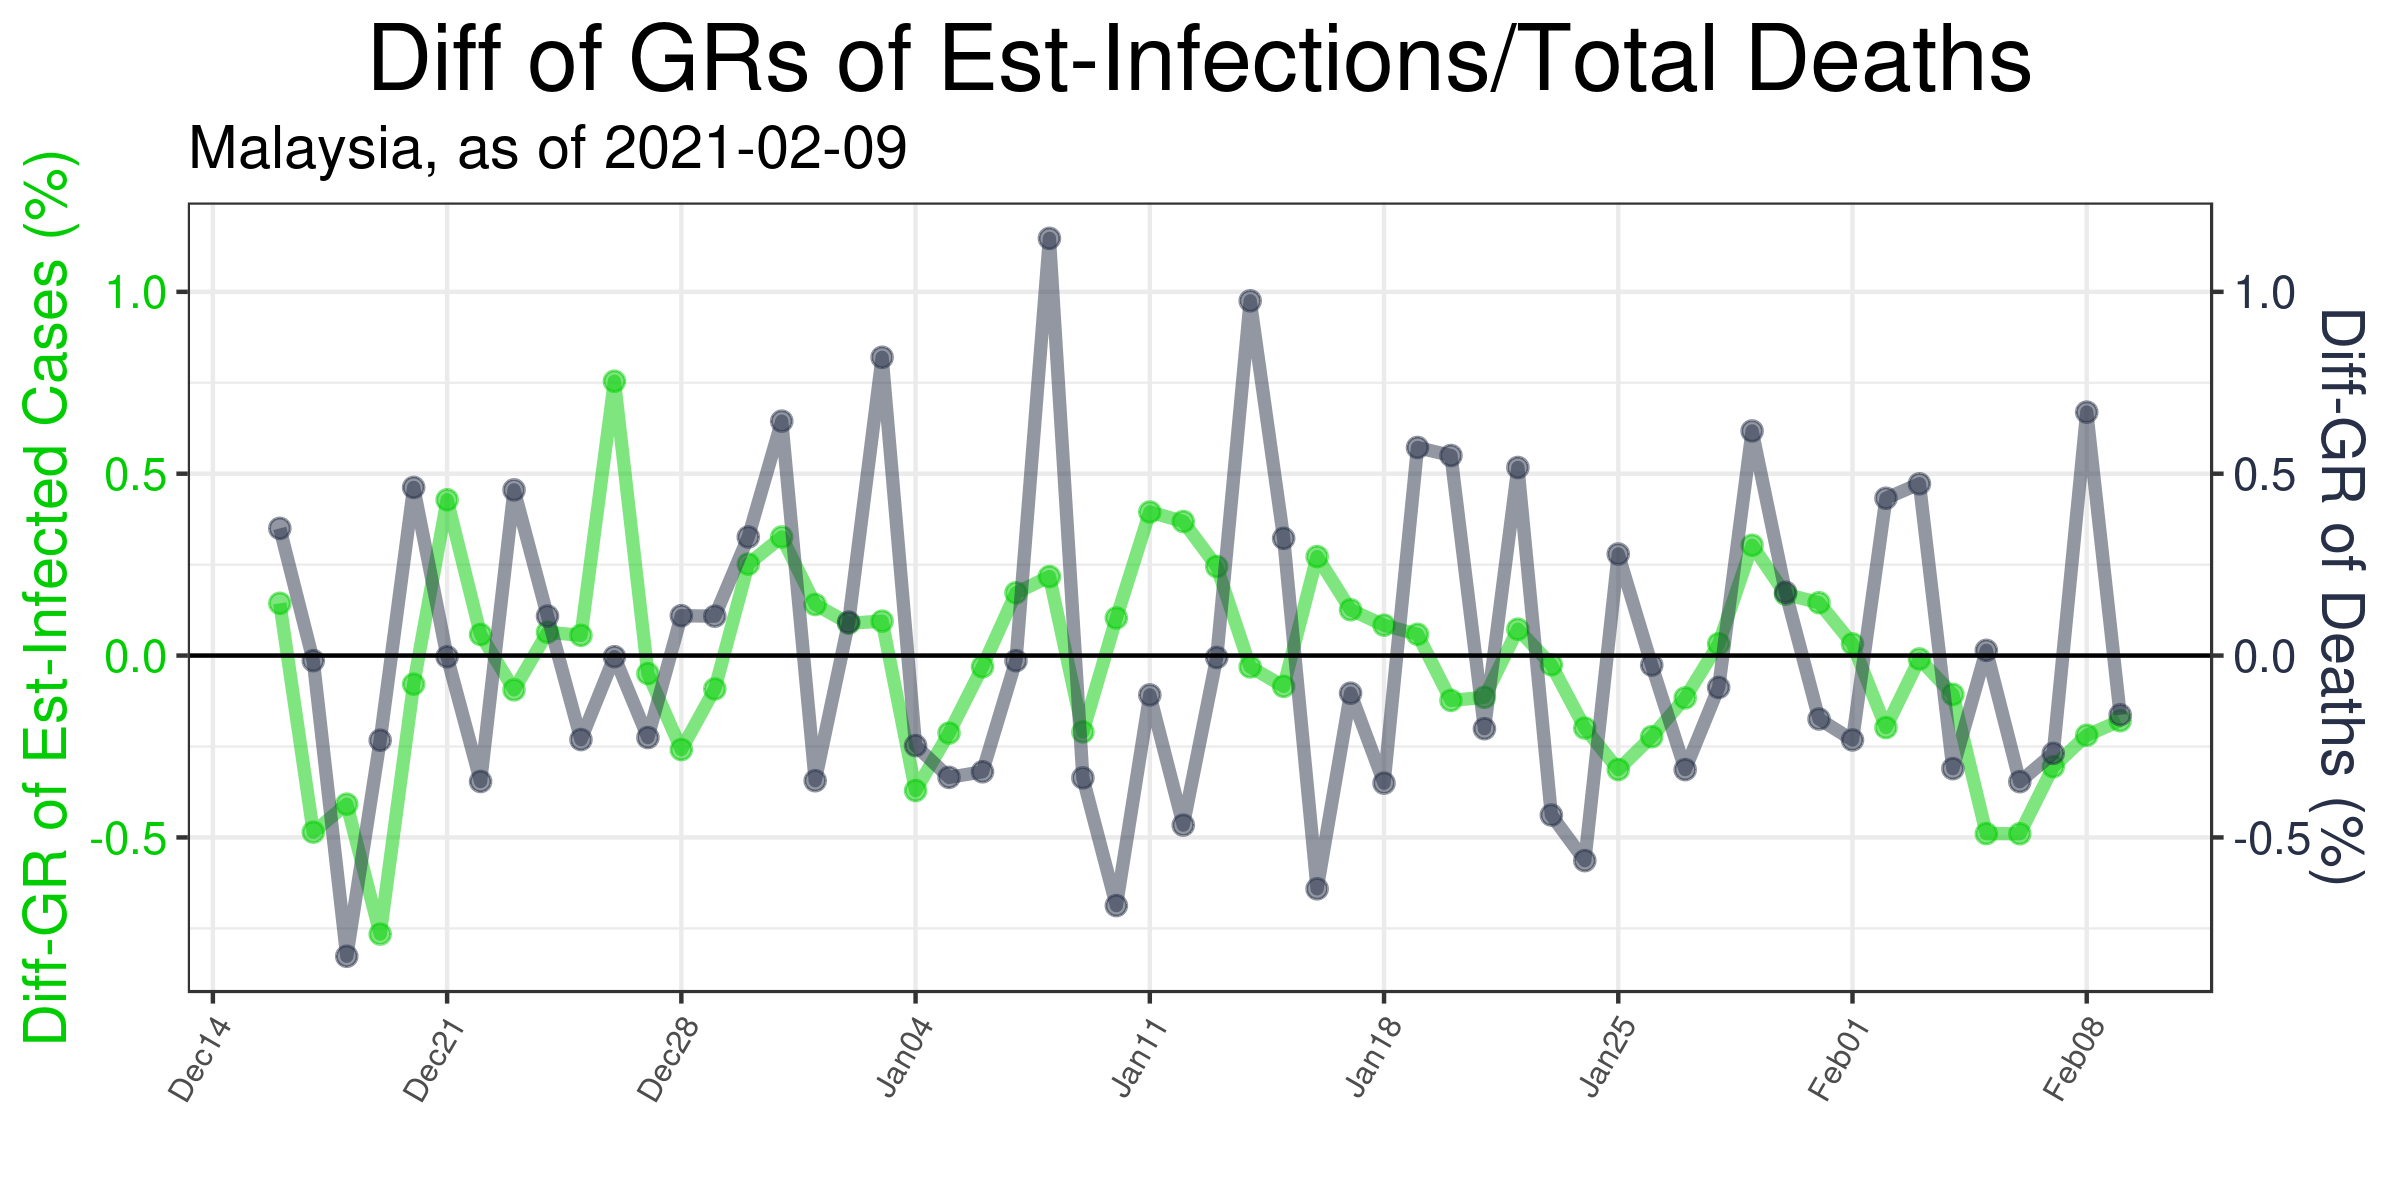 Diff of GRs of Est-Infections/Total Deaths
Malaysia, as of 2021-02-09
Diff-GR of Est-Infected Cases (%)
1.0
0.5
0.0
-0.5
1.0
0.5
0.0
-0.5
Diff-GR of Deaths (%)
Dec14
Dec21
Dec28
Jan04
Jan11
Jan18
Jan25
Feb01
Feb08